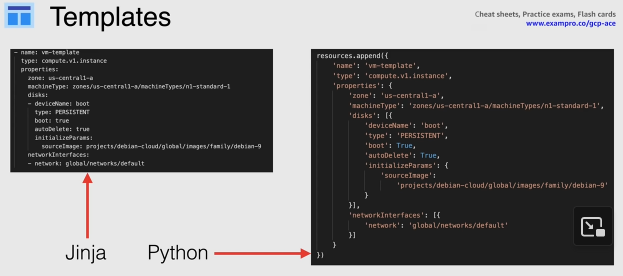 Templates
Cheat sheets, Practice exams, Flash cards
www.exampro.co/gcp-ace
- name: vm-template
  type: compute.v1.instance
  properties:
    zone: us-central1-a
    machineType: zones/us-central1-a/machineTypes/n1-standard-1
    disks:
    - deviceName: boot
      type: PERSISTENT
      boot: true
      autoDelete: true
      initializeParams:
        sourceImage: projects/debian-cloud/global/images/family/debian-9
    networkInterfaces:
    - network: global/networks/default
resources.append({
    'name': 'vm-template',
    'type': 'compute.v1.instance',
    'properties': {
        'zone': 'us-central1-a',
        'machineType': 'zones/us-central1-a/machineTypes/n1-standard-1',
        'disks': [{
            'deviceName': 'boot',
            'type': 'PERSISTENT',
            'boot': True,
            'autoDelete': True,
            'initializeParams': {
                'sourceImage':
                    'projects/debian-cloud/global/images/family/debian-9'
            }
        }],
        'networkInterfaces': [{
            'network': 'global/networks/default'
        }]
    }
})
Jinja
Python